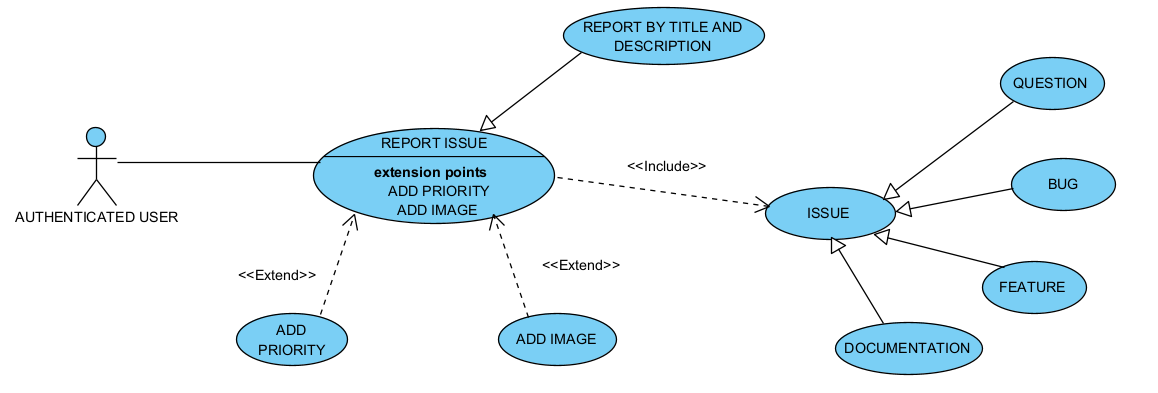 REPORT BY TITLE AND
DESCRIPTION
QUESTION
REPORT ISSUE
extension points
ADD PRIORITY
ADD IMAGE
<<Include>>
BUG
AUTHENTICATED USER
ISSUE
<<Extend>>
<<Extend>>
FEATURE
ADD
PRIORITY
ADD IMAGE
DOCUMENTATION